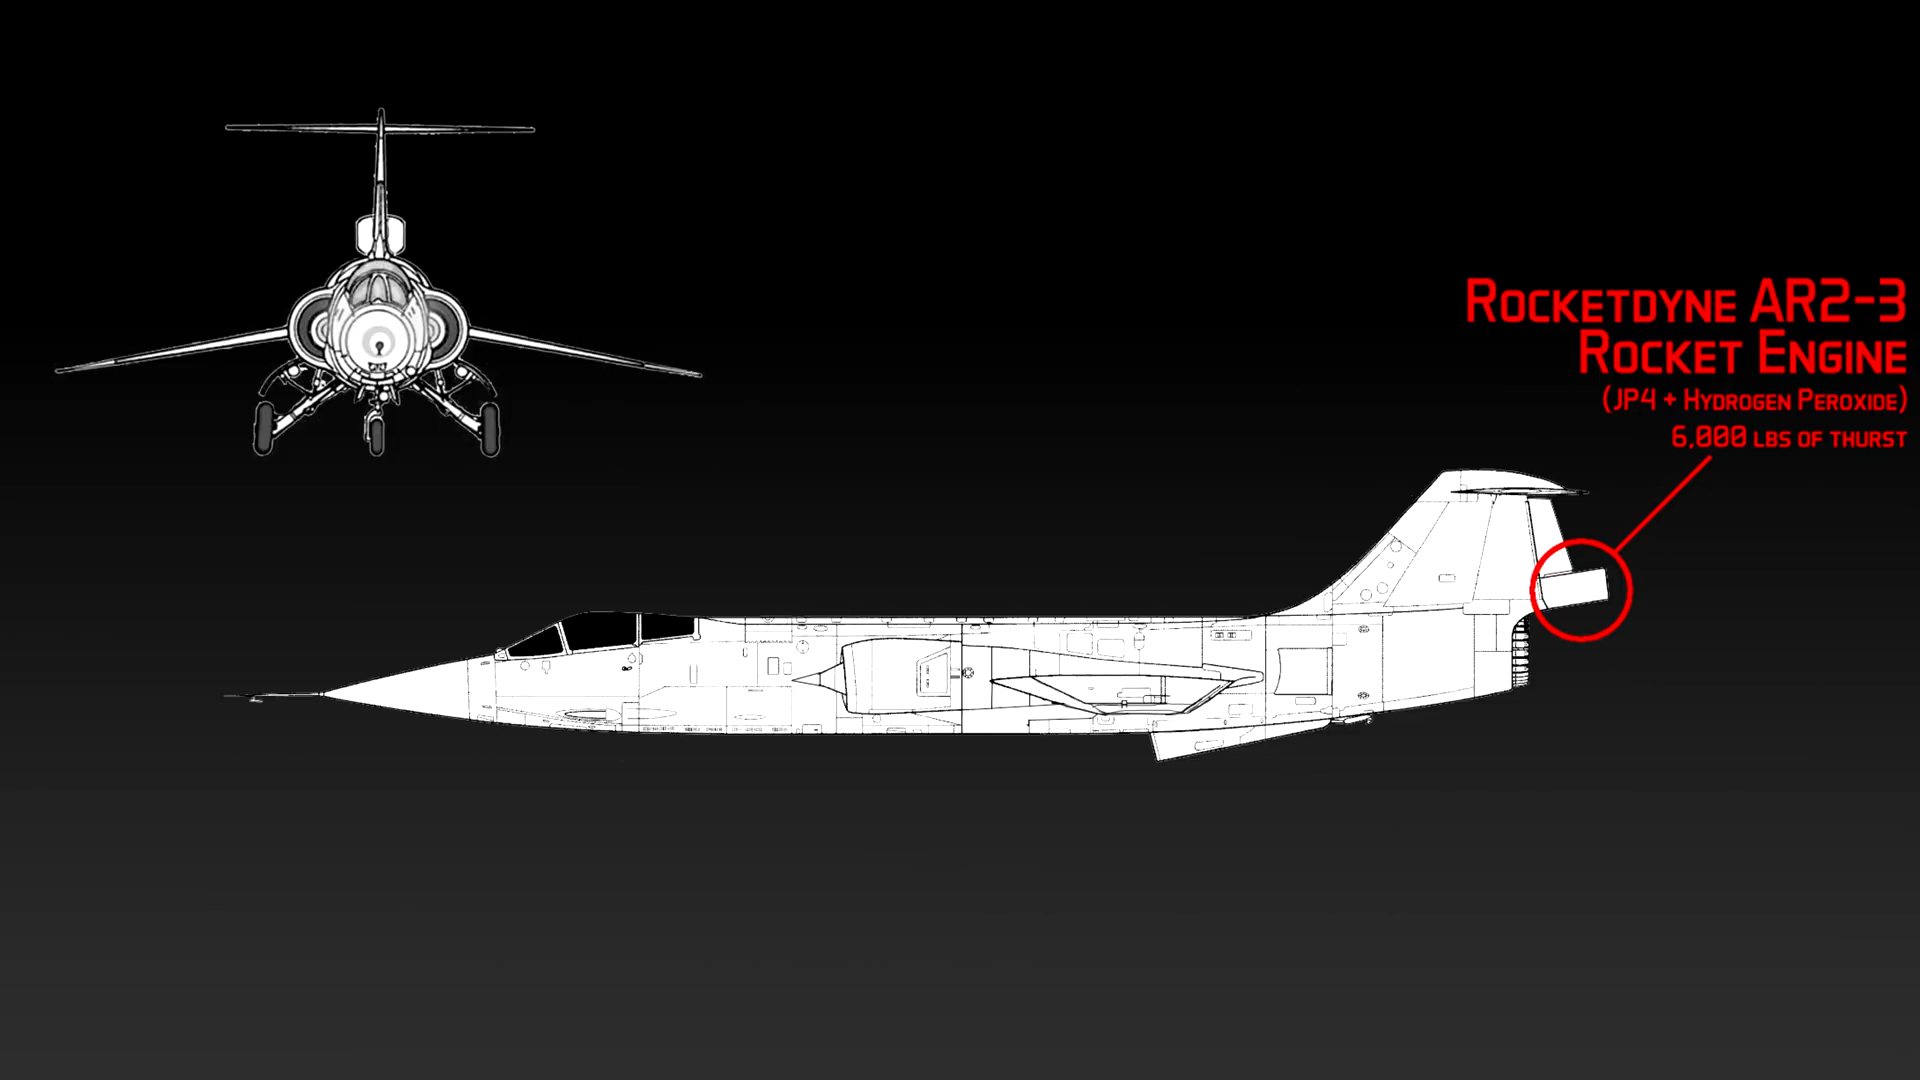 Rocketdyne AR2-3
Rocket Engine
(JP4 + Hydrogen Peroxide)
6,000 lbs of thurst